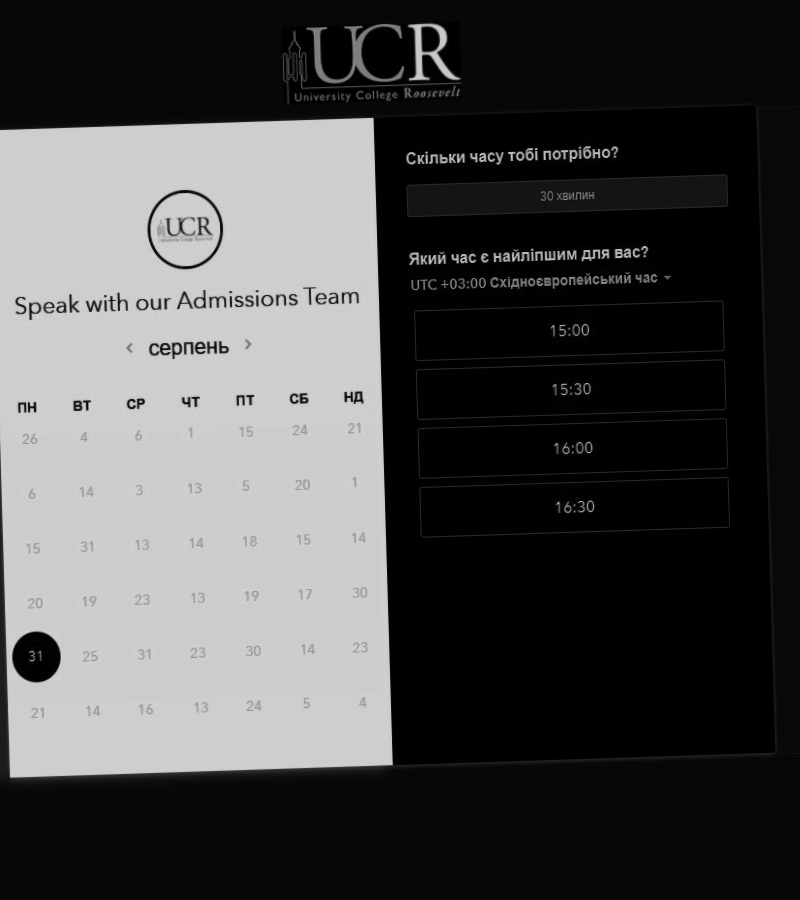 UCR
University College Roosevelt
UCR
Speak with our Admissions Team
серпень
ПН ВТ СР ЧТ ПТ СБ НД
26 4 6 1 15 24 21
6 14 3 13 5 20 1
15 31 13 14 18 15 14
20 19 23 13 19 17 30
31 25 31 23 30 14 23
21 14 16 13 24 5 4
Скільки часу тобі потрібно?
30 хвилин
Який час є найліпшим для вас?
UTC +03:00 Східноєвропейський час
15:00
15:30
16:00
16:30